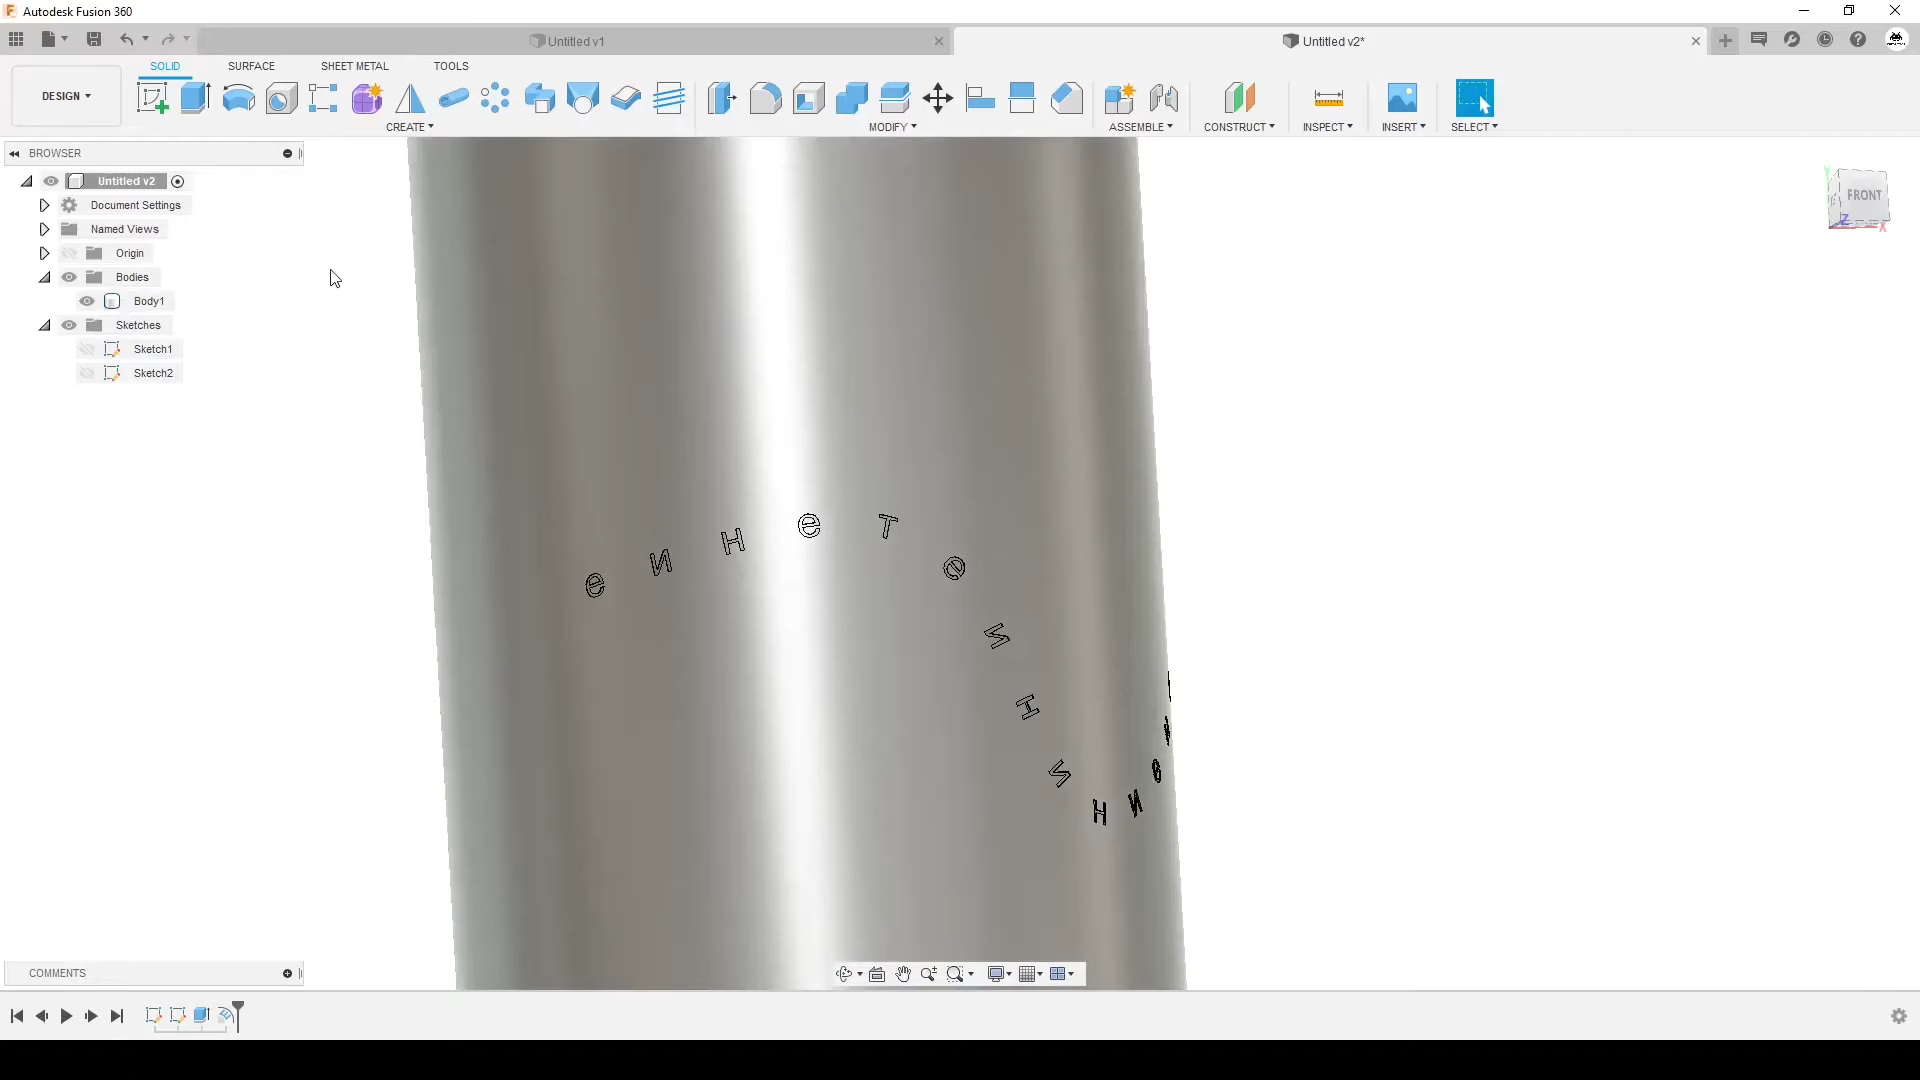 Autodesk Fusion 360
Untitled v1
Untitled v2*
DESIGN
SOLID
SURFACE
SHEET METAL
TOOLS
CREATE
MODIFY
ASSEMBLE
CONSTRUCT
INSPECT
INSERT
SELECT
BROWSER
Untitled v2
Document Settings
Named Views
Origin
Bodies
Body1
Sketches
Sketch1
Sketch2
FRONT
Z
X
е и н е т е и н и н и в
COMMENTS